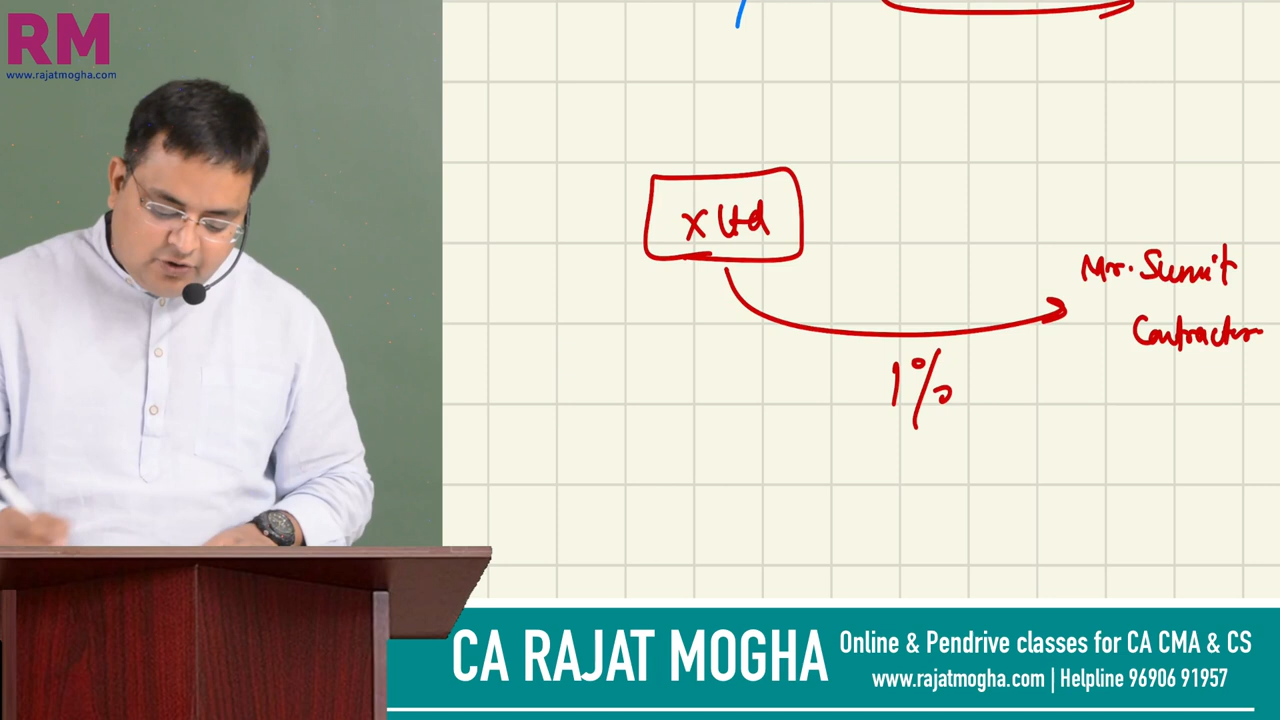 RM
www.rajatmogha.com
X Ltd
Mr. Sumit
Contractor
1%
CA RAJAT MOGHA
Online & Pendrive classes for CA CMA & CS
www.rajatmogha.com | Helpline 96906 91957